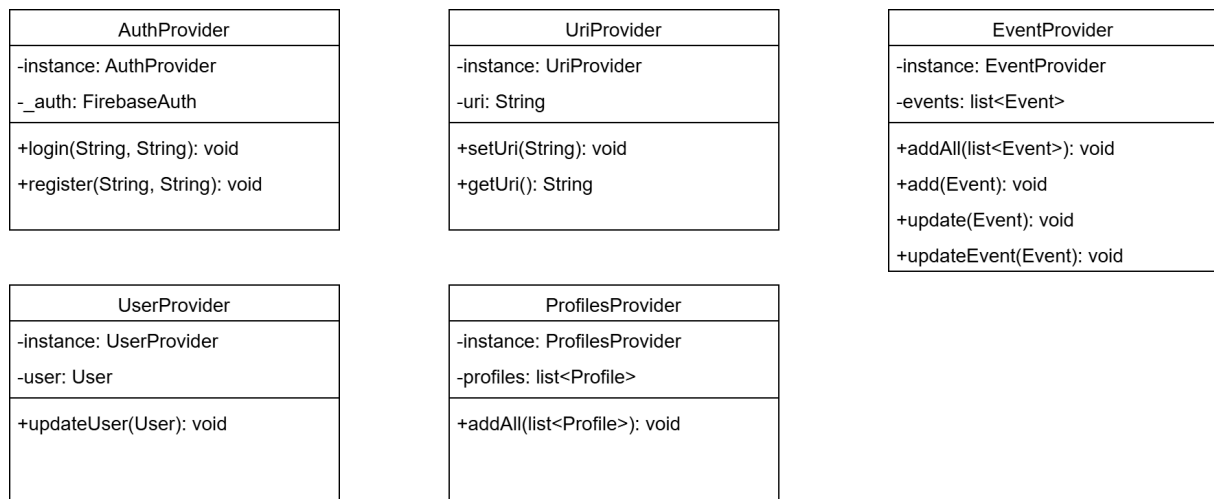 AuthProvider
-instance: AuthProvider
-_auth: FirebaseAuth
+login(String, String): void
+register(String, String): void
UriProvider
-instance: UriProvider
-uri: String
+setUri(String): void
+getUri(): String
EventProvider
-instance: EventProvider
-events: list<Event>
+addAll(list<Event>): void
+add(Event): void
+update(Event): void
+updateEvent(Event): void
UserProvider
-instance: UserProvider
-user: User
+updateUser(User): void
ProfilesProvider
-instance: ProfilesProvider
-profiles: list<Profile>
+addAll(list<Profile>): void